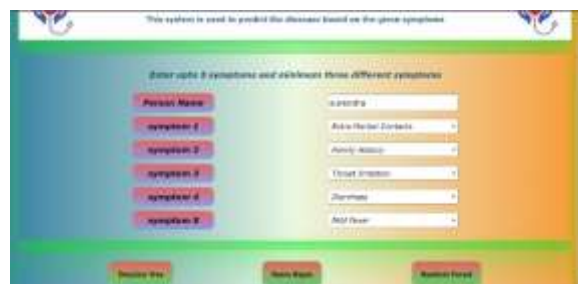 This system is used to predict the diseases based on the given symptoms
Enter upto 5 symptoms and minimum three different symptoms
Person Name
symptom 1 Extra Marital Contacts
symptom 2 Family History
symptom 3 Throat Irritation
symptom 4 Diarrhoea
symptom 5 Mild Fever
Decision Tree Naive Bayes Random Forest